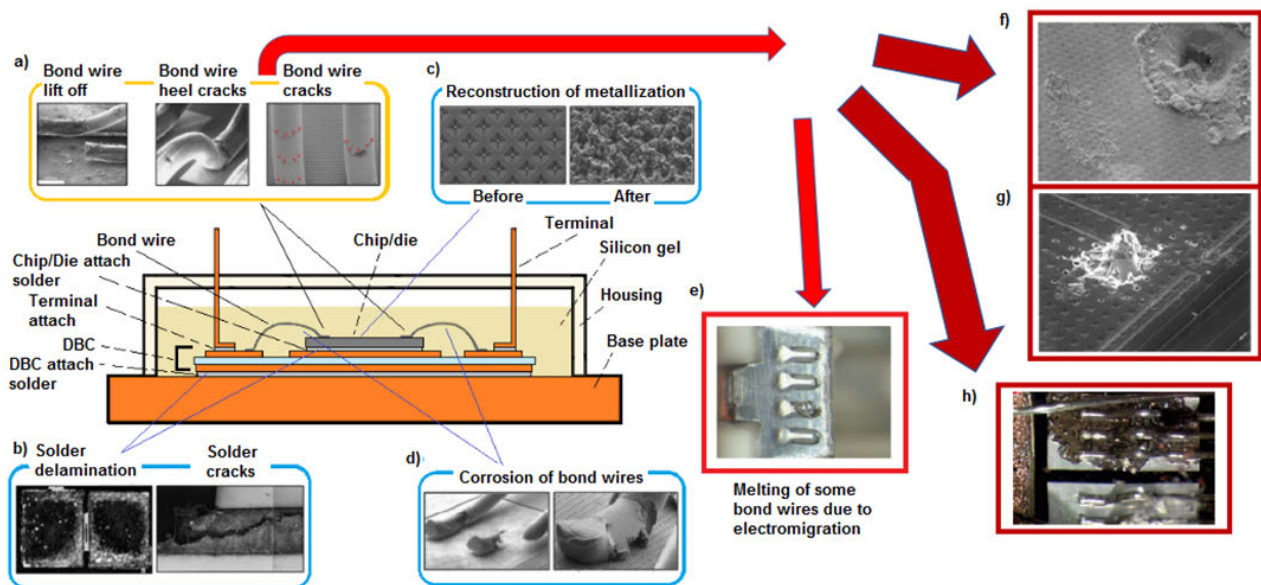 a)
Bond wire
lift off
Bond wire
heel cracks
Bond wire
cracks
c)
Reconstruction of metallization
Before
After
f)
g)
Bond wire
Chip/Die attach
solder
Terminal
attach
DBC
DBC attach
solder
Chip/die
Terminal
Silicon gel
Housing
Base plate
e)
Melting of some
bond wires due to
electromigration
h)
b)
Solder
delamination
Solder
cracks
d)
Corrosion of bond wires